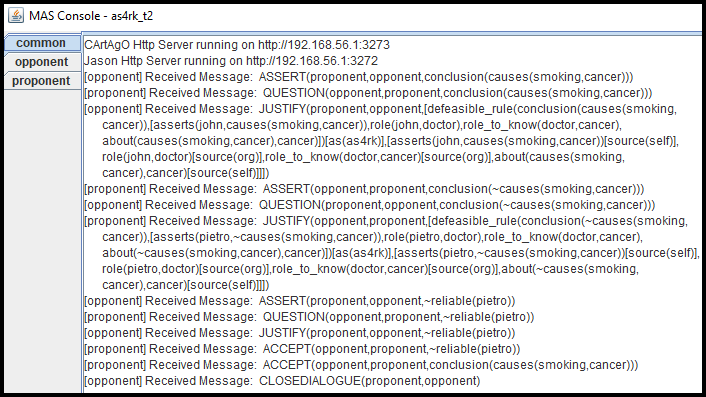 MAS Console - as4rk_t2
common
opponent
proponent
CArtAgO Http Server running on http://192.168.56.1:3273
Jason Http Server running on http://192.168.56.1:3272
[opponent] Received Message: ASSERT(proponent,opponent,conclusion(causes(smoking,cancer)))
[proponent] Received Message: QUESTION(opponent,proponent,conclusion(causes(smoking,cancer)))
[opponent] Received Message: JUSTIFY(proponent,opponent,[defeasible_rule(conclusion(causes(smoking,
cancer)),[asserts(john,causes(smoking,cancer)),role(john,doctor),role_to_know(doctor,cancer),
about(causes(smoking,cancer),cancer)])[as(as4rk)],[asserts(john,causes(smoking,cancer))[source(self)],
role(john,doctor)[source(org)],role_to_know(doctor,cancer)[source(org)],about(causes(smoking,
cancer),cancer)[source(self)]]])
[proponent] Received Message: ASSERT(opponent,proponent,conclusion(~causes(smoking,cancer)))
[opponent] Received Message: QUESTION(proponent,opponent,conclusion(~causes(smoking,cancer)))
[proponent] Received Message: JUSTIFY(opponent,proponent,[defeasible_rule(conclusion(~causes(smoking,
cancer)),[asserts(pietro,~causes(smoking,cancer)),role(pietro,doctor),role_to_know(doctor,cancer),
about(~causes(smoking,cancer),cancer)])[as(as4rk)],[asserts(pietro,~causes(smoking,cancer))[source(self)],
role(pietro,doctor)[source(org)],role_to_know(doctor,cancer)[source(org)],about(~causes(smoking,
cancer),cancer)[source(self)]]])
[opponent] Received Message: ASSERT(proponent,opponent,~reliable(pietro))
[proponent] Received Message: QUESTION(opponent,proponent,~reliable(pietro))
[opponent] Received Message: JUSTIFY(proponent,opponent,~reliable(pietro))
[proponent] Received Message: ACCEPT(opponent,proponent,~reliable(pietro))
[proponent] Received Message: ACCEPT(opponent,proponent,conclusion(causes(smoking,cancer)))
[opponent] Received Message: CLOSEDIALOGUE(proponent,opponent)